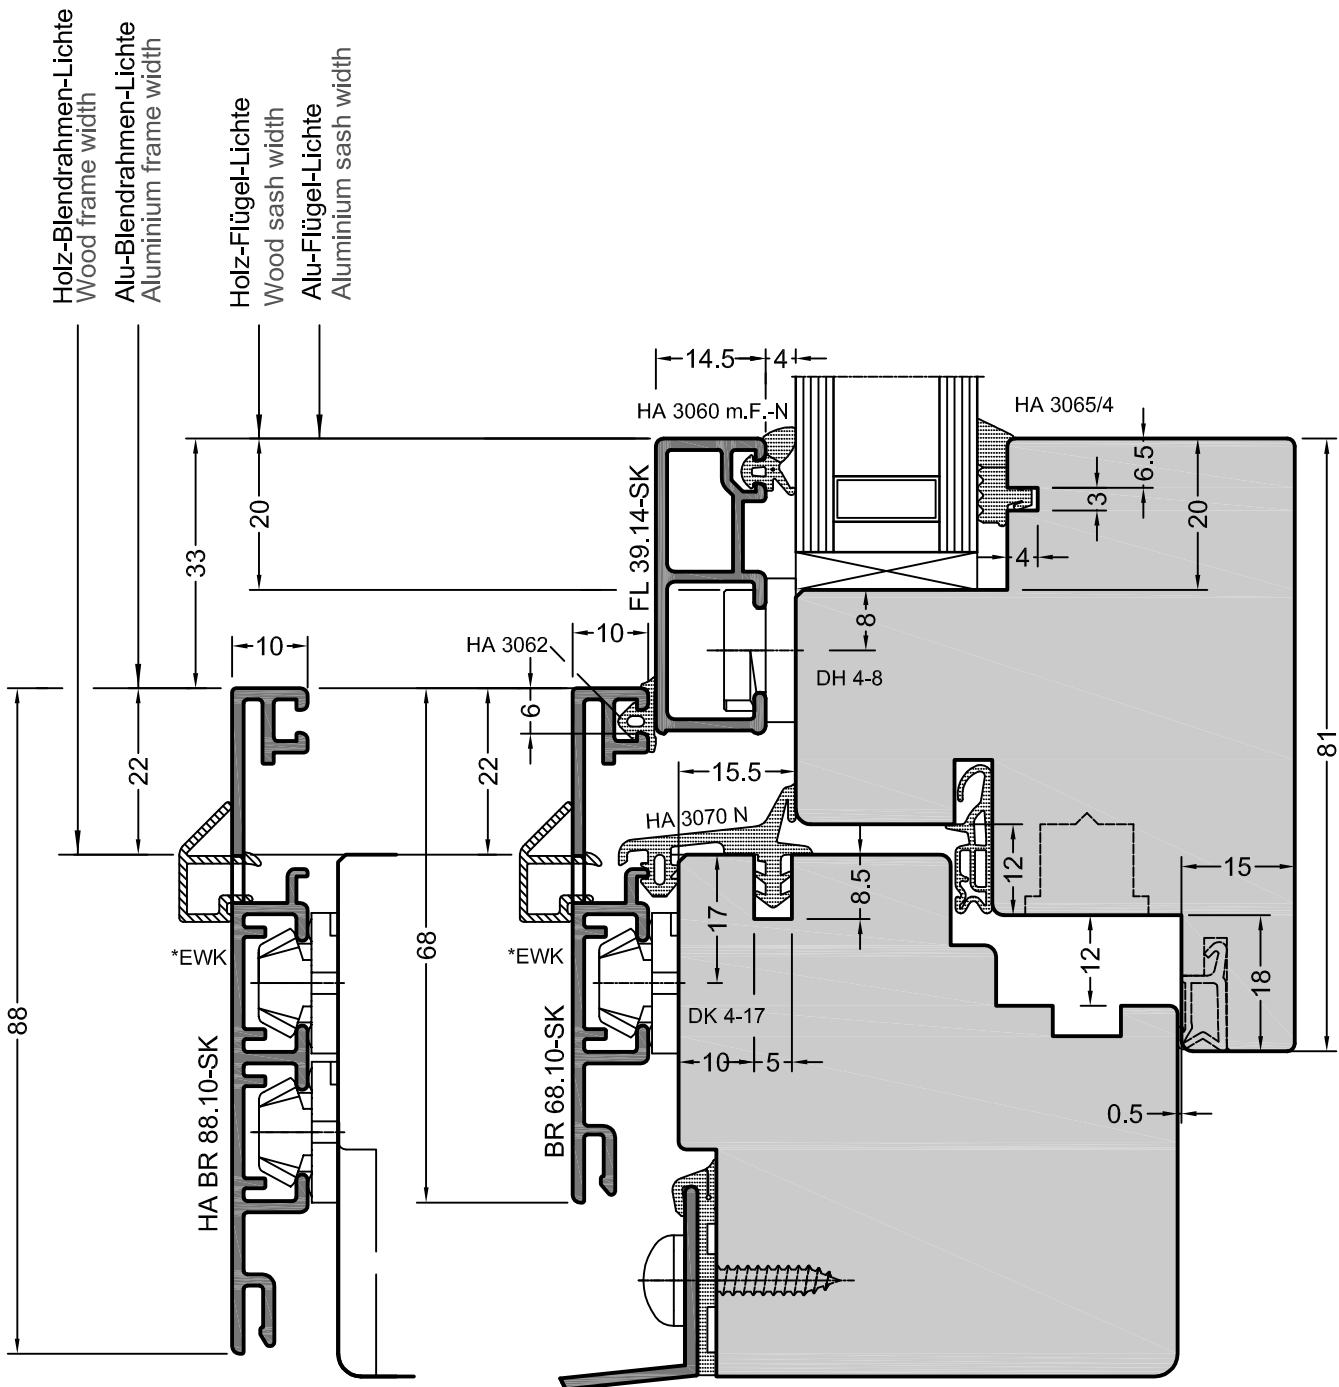 Holz-Blendrahmen-Lichte
Wood frame width
Alu-Blendrahmen-Lichte
Aluminium frame width
Holz-Flügel-Lichte
Wood sash width
Alu-Flügel-Lichte
Aluminium sash width
14.5
4
HA 3060 m.F.-N
HA 3065/4
6.5
3
20
4
33
20
FL 39.14-SK
8
DH 4-8
10
HA 3062
10
6
22
22
15.5
HA 3070 N
81
12
15
8.5
17
12
18
*EWK
*EWK
68
88
DK 4-17
10
5
HA BR 88.10-SK
BR 68.10-SK
0.5